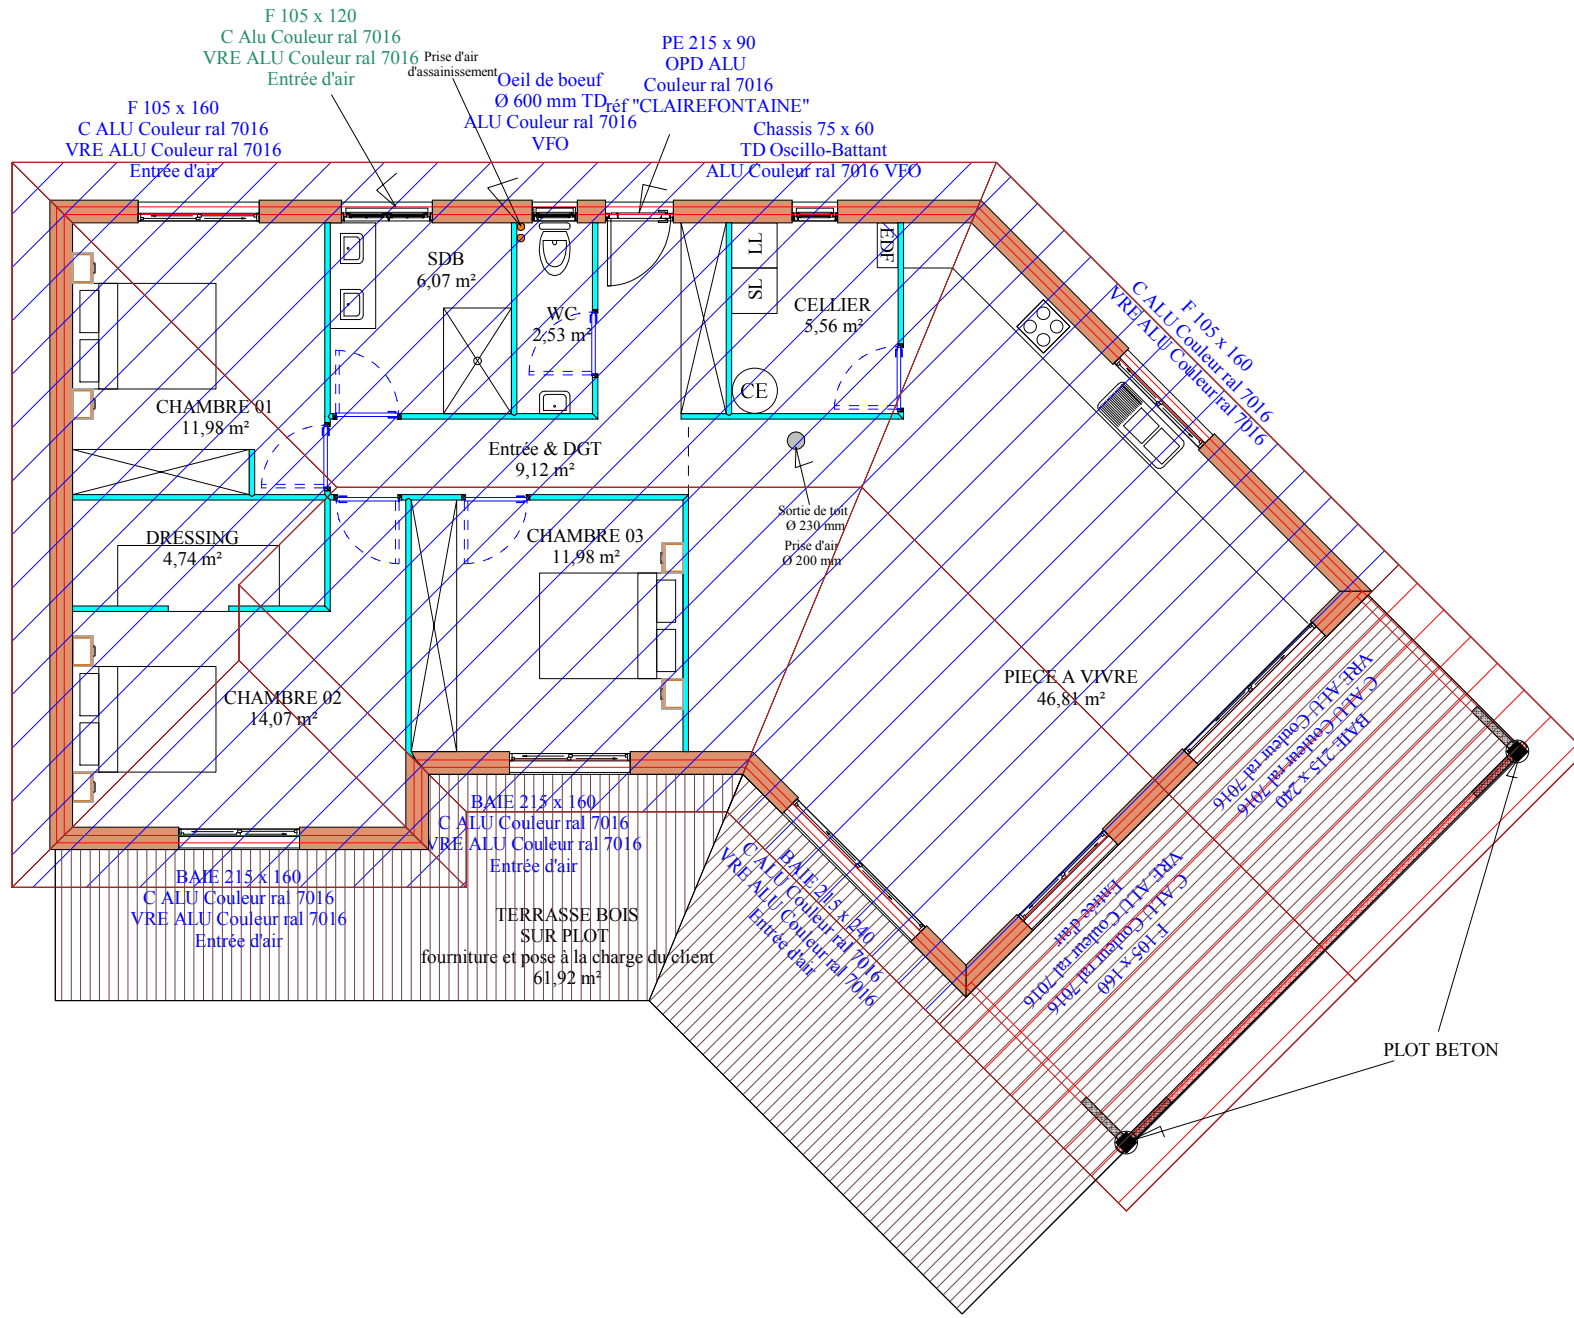 F 105 x 120
C Alu Couleur ral 7016
VRE ALU Couleur ral 7016
Entrée d'air
Prise d'air
d'assainissement
Oeil de boeuf
Ø 600 mm TD
ALU Couleur ral 7016
VFO
PE 215 x 90
OPD ALU
Couleur ral 7016
réf "CLAIREFONTAINE"
F 105 x 160
C ALU Couleur ral 7016
VRE ALU Couleur ral 7016
Entrée d'air
Chassis 75 x 60
TD Oscillo-Battant
ALU Couleur ral 7016 VFO
SDB
6,07 m²
WC
2,53 m²
LL
SL
EDF
CELLIER
5,56 m²
CE
F 105 x 160
C ALU Couleur ral 7016
VRE ALU Couleur ral 7016
CHAMBRE 01
11,98 m²
Entrée & DGT
9,12 m²
Sortie de toit
Ø 230 mm
Prise d'air
Ø 200 mm
DRESSING
4,74 m²
CHAMBRE 03
11,98 m²
CHAMBRE 02
14,07 m²
PIECE A VIVRE
46,81 m²
BAIE 215 x 240
C ALU Couleur ral 7016
VRE ALU Couleur ral 7016
BAIE 215 x 160
C ALU Couleur ral 7016
VRE ALU Couleur ral 7016
Entrée d'air
BAIE 215 x 160
C ALU Couleur ral 7016
VRE ALU Couleur ral 7016
Entrée d'air
BAIE 215 x 240
C ALU Couleur ral 7016
VRE ALU Couleur ral 7016
Entrée d'air
F 105 x 160
C ALU Couleur ral 7016
VRE ALU Couleur ral 7016
Entrée d'air
TERRASSE BOIS
SUR PLOT
fourniture et pose à la charge du client
61,92 m²
PLOT BETON